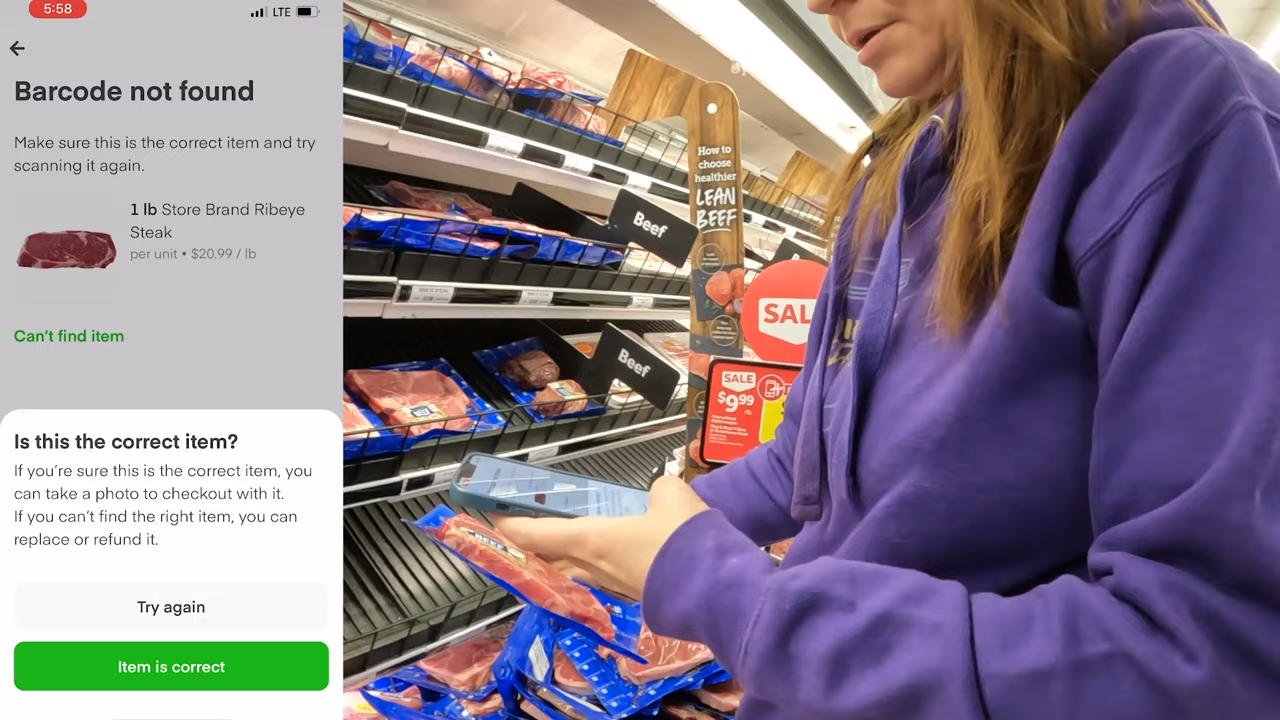 5:58
LTE
Barcode not found
Make sure this is the correct item and try
scanning it again.
1 lb Store Brand Ribeye
Steak
per unit • $20.99 / lb
Can't find item
Is this the correct item?
If you're sure this is the correct item, you
can take a photo to checkout with it.
If you can't find the right item, you can
replace or refund it.
Try again
Item is correct
How to
choose
healthier
LEAN
BEEF
Beef
Beef
SAL
SALE
$9.99
BEEF